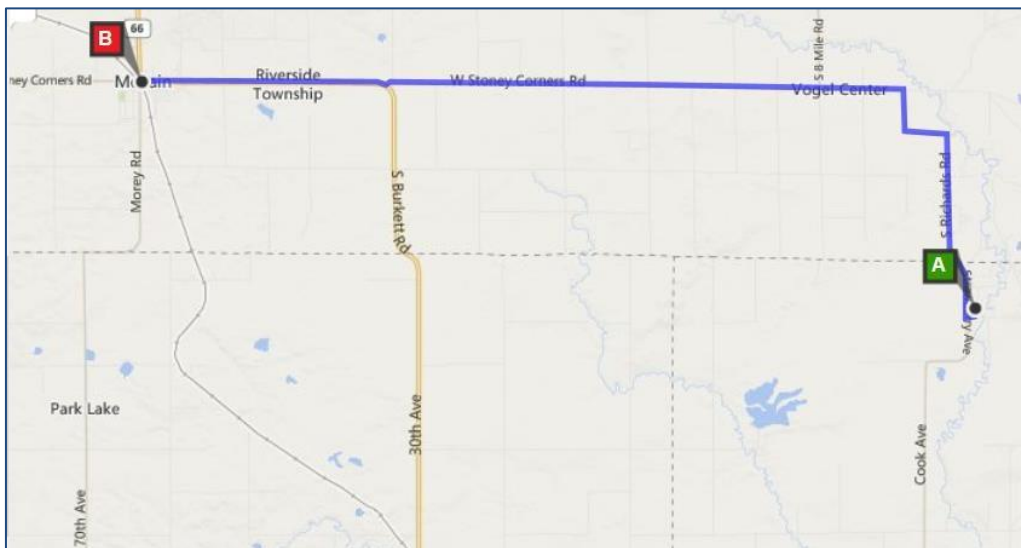 B
66
ney Corners Rd
Riverside
Township
W Stoney Corners Rd
S 8 Mile Rd
Vogel Center
Morey Rd
S Burkett Rd
S Richards Rd
A
Ave
Park Lake
30th Ave
Cook Ave
70th Ave